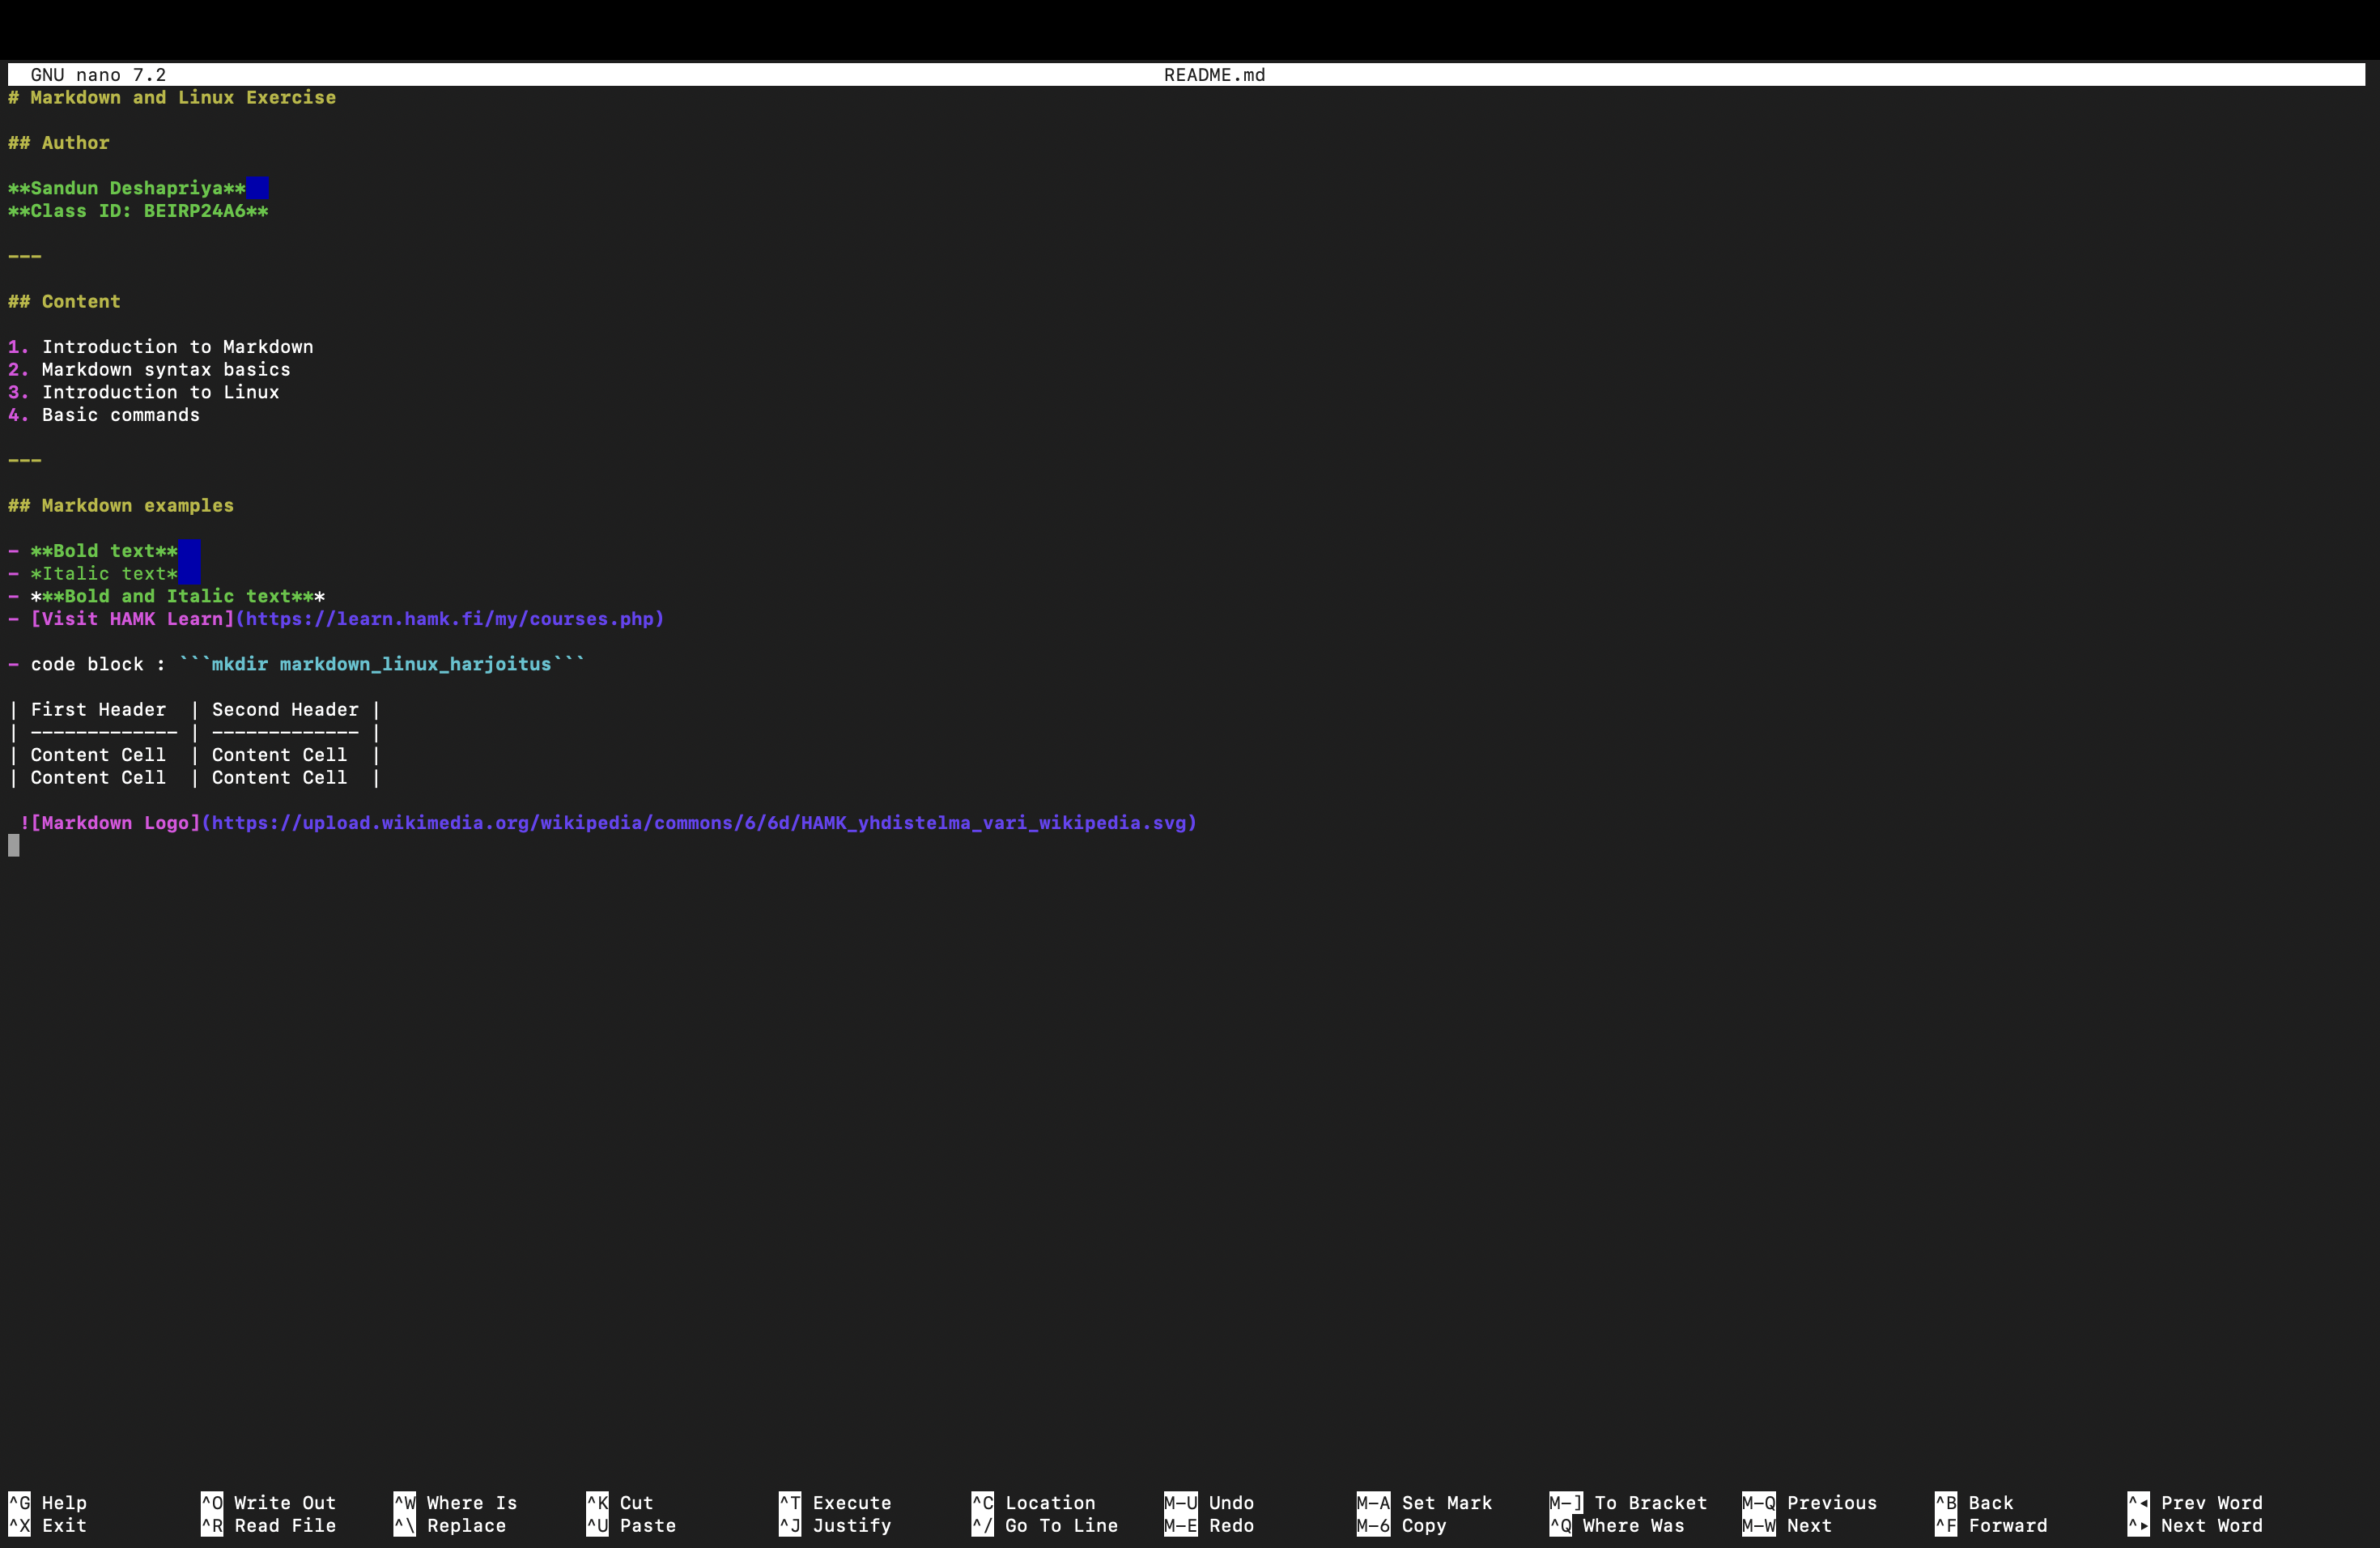 GNU nano 7.2 README.md
# Markdown and Linux Exercise
## Author
**Sandun Deshapriya**
**Class ID: BEIRP24A6**
---
## Content
1. Introduction to Markdown
2. Markdown syntax basics
3. Introduction to Linux
4. Basic commands
---
## Markdown examples
- **Bold text**
- *Italic text*
- ***Bold and Italic text***
- [Visit HAMK Learn](https://learn.hamk.fi/my/courses.php)
- code block : ```mkdir markdown_linux_harjoitus```
| First Header  | Second Header |
| ------------- | ------------- |
| Content Cell  | Content Cell  |
| Content Cell  | Content Cell  |
![Markdown Logo](https://upload.wikimedia.org/wikipedia/commons/6/6d/HAMK_yhdistelma_vari_wikipedia.svg)
^G Help ^O Write Out ^W Where Is ^K Cut ^T Execute ^C Location M-U Undo M-A Set Mark M-] To Bracket M-Q Previous ^B Back ^◂ Prev Word
^X Exit ^R Read File ^\ Replace ^U Paste ^J Justify ^/ Go To Line M-E Redo M-6 Copy ^Q Where Was M-W Next ^F Forward ^▸ Next Word